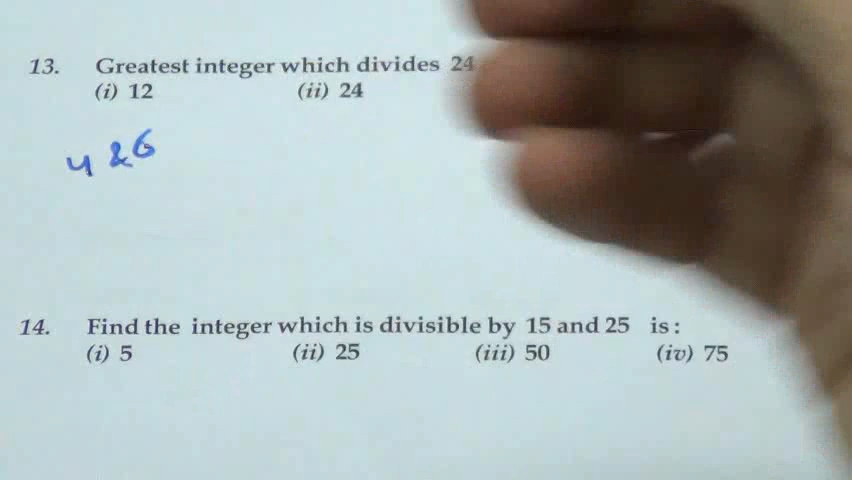 13. Greatest integer which divides 24
(i) 12 (ii) 24
4 & 6
14. Find the integer which is divisible by 15 and 25 is :
(i) 5 (ii) 25 (iii) 50 (iv) 75